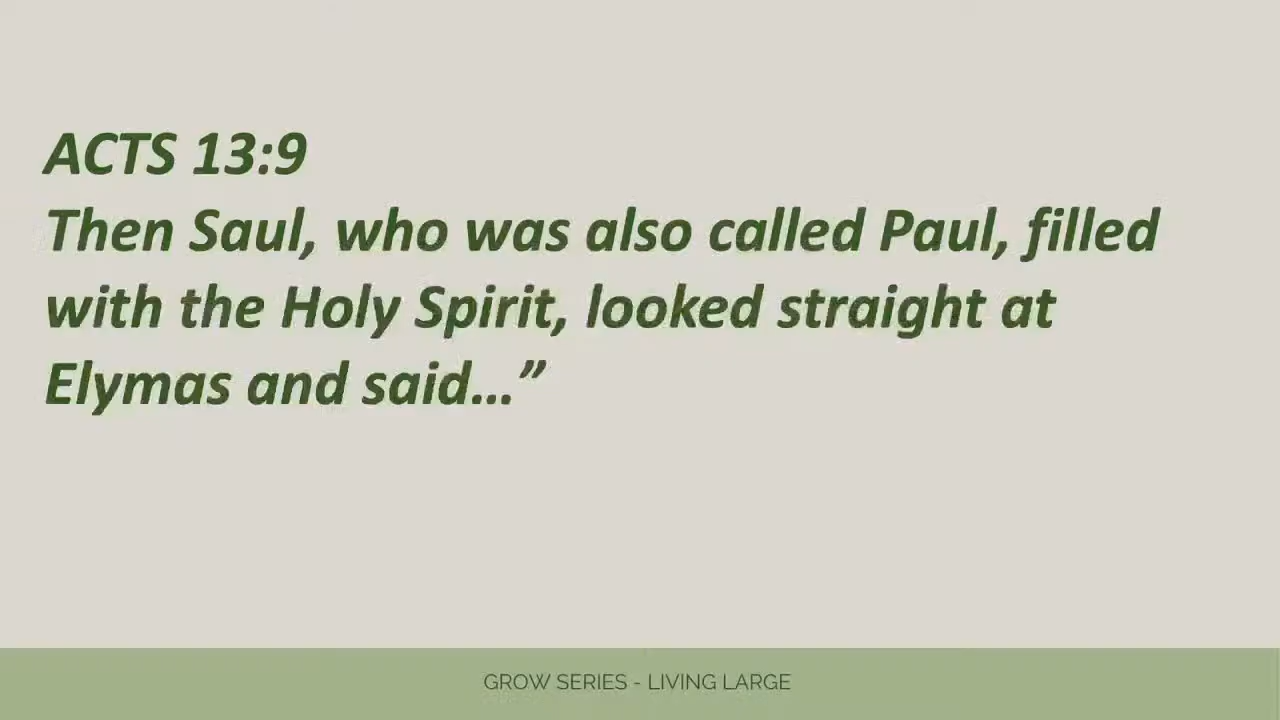 ACTS 13:9
Then Saul, who was also called Paul, filled
with the Holy Spirit, looked straight at
Elymas and said…”
GROW SERIES - LIVING LARGE